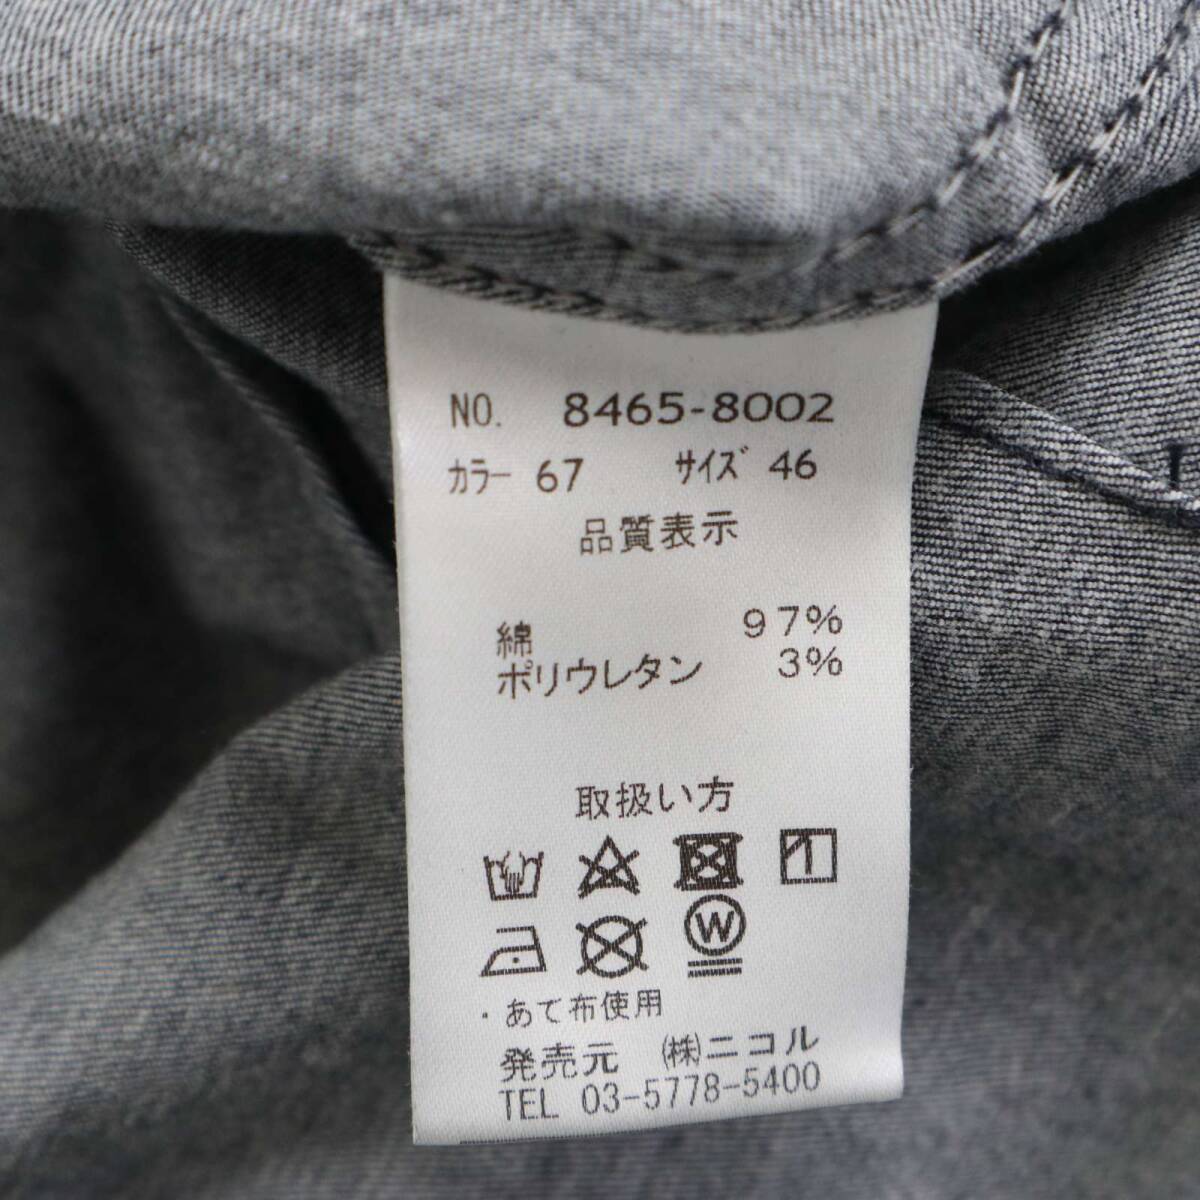 NO. 8465-8002
ｶﾗｰ 67 ｻｲｽﾞ 46
品質表示
綿 97%
ポリウレタン 3%
取扱い方
W
・あて布使用
発売元 ㈱ニコル
TEL 03-5778-5400